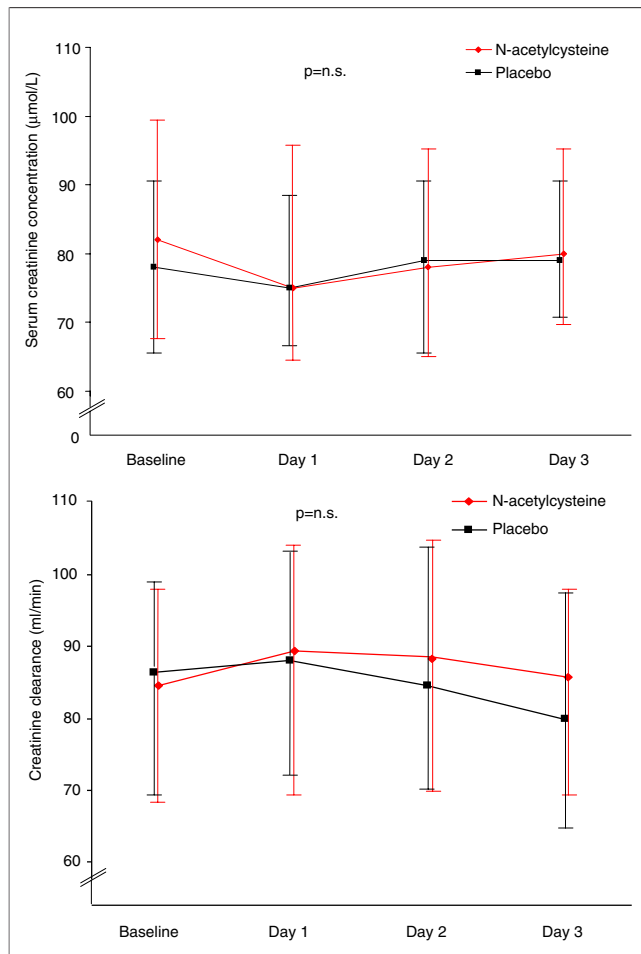 110
100
90
80
70
60
0
Serum creatinine concentration (μmol/L)
p=n.s.
N-acetylcysteine
Placebo
Baseline Day 1 Day 2 Day 3
110
100
90
80
70
60
Creatinine clearance (ml/min)
p=n.s.
N-acetylcysteine
Placebo
Baseline Day 1 Day 2 Day 3